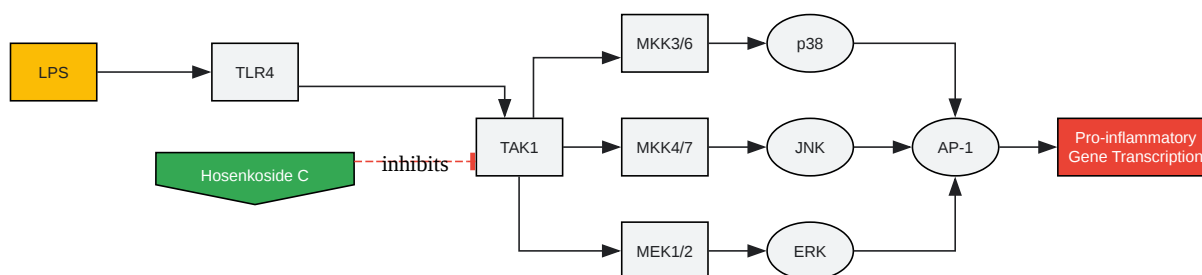 LPS
TLR4
Hosenkoside C
inhibits
TAK1
MKK3/6
p38
MKK4/7
JNK
MEK1/2
ERK
AP-1
Pro-inflammatory
Gene Transcription